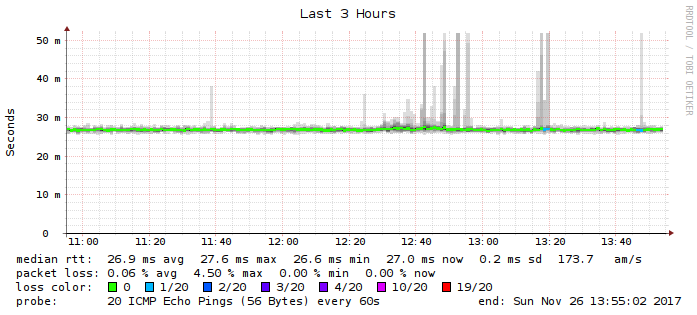 Last 3 Hours
RRDTOOL / TOBI OETIKER
Seconds
50 m
40 m
30 m
20 m
10 m
0
11:00 11:20 11:40 12:00 12:20 12:40 13:00 13:20 13:40
median rtt: 26.9 ms avg 27.6 ms max 26.6 ms min 27.0 ms now 0.2 ms sd 173.7 am/s
packet loss: 0.06 % avg 4.50 % max 0.00 % min 0.00 % now
loss color: 0 1/20 2/20 3/20 4/20 10/20 19/20
probe: 20 ICMP Echo Pings (56 Bytes) every 60s end: Sun Nov 26 13:55:02 2017